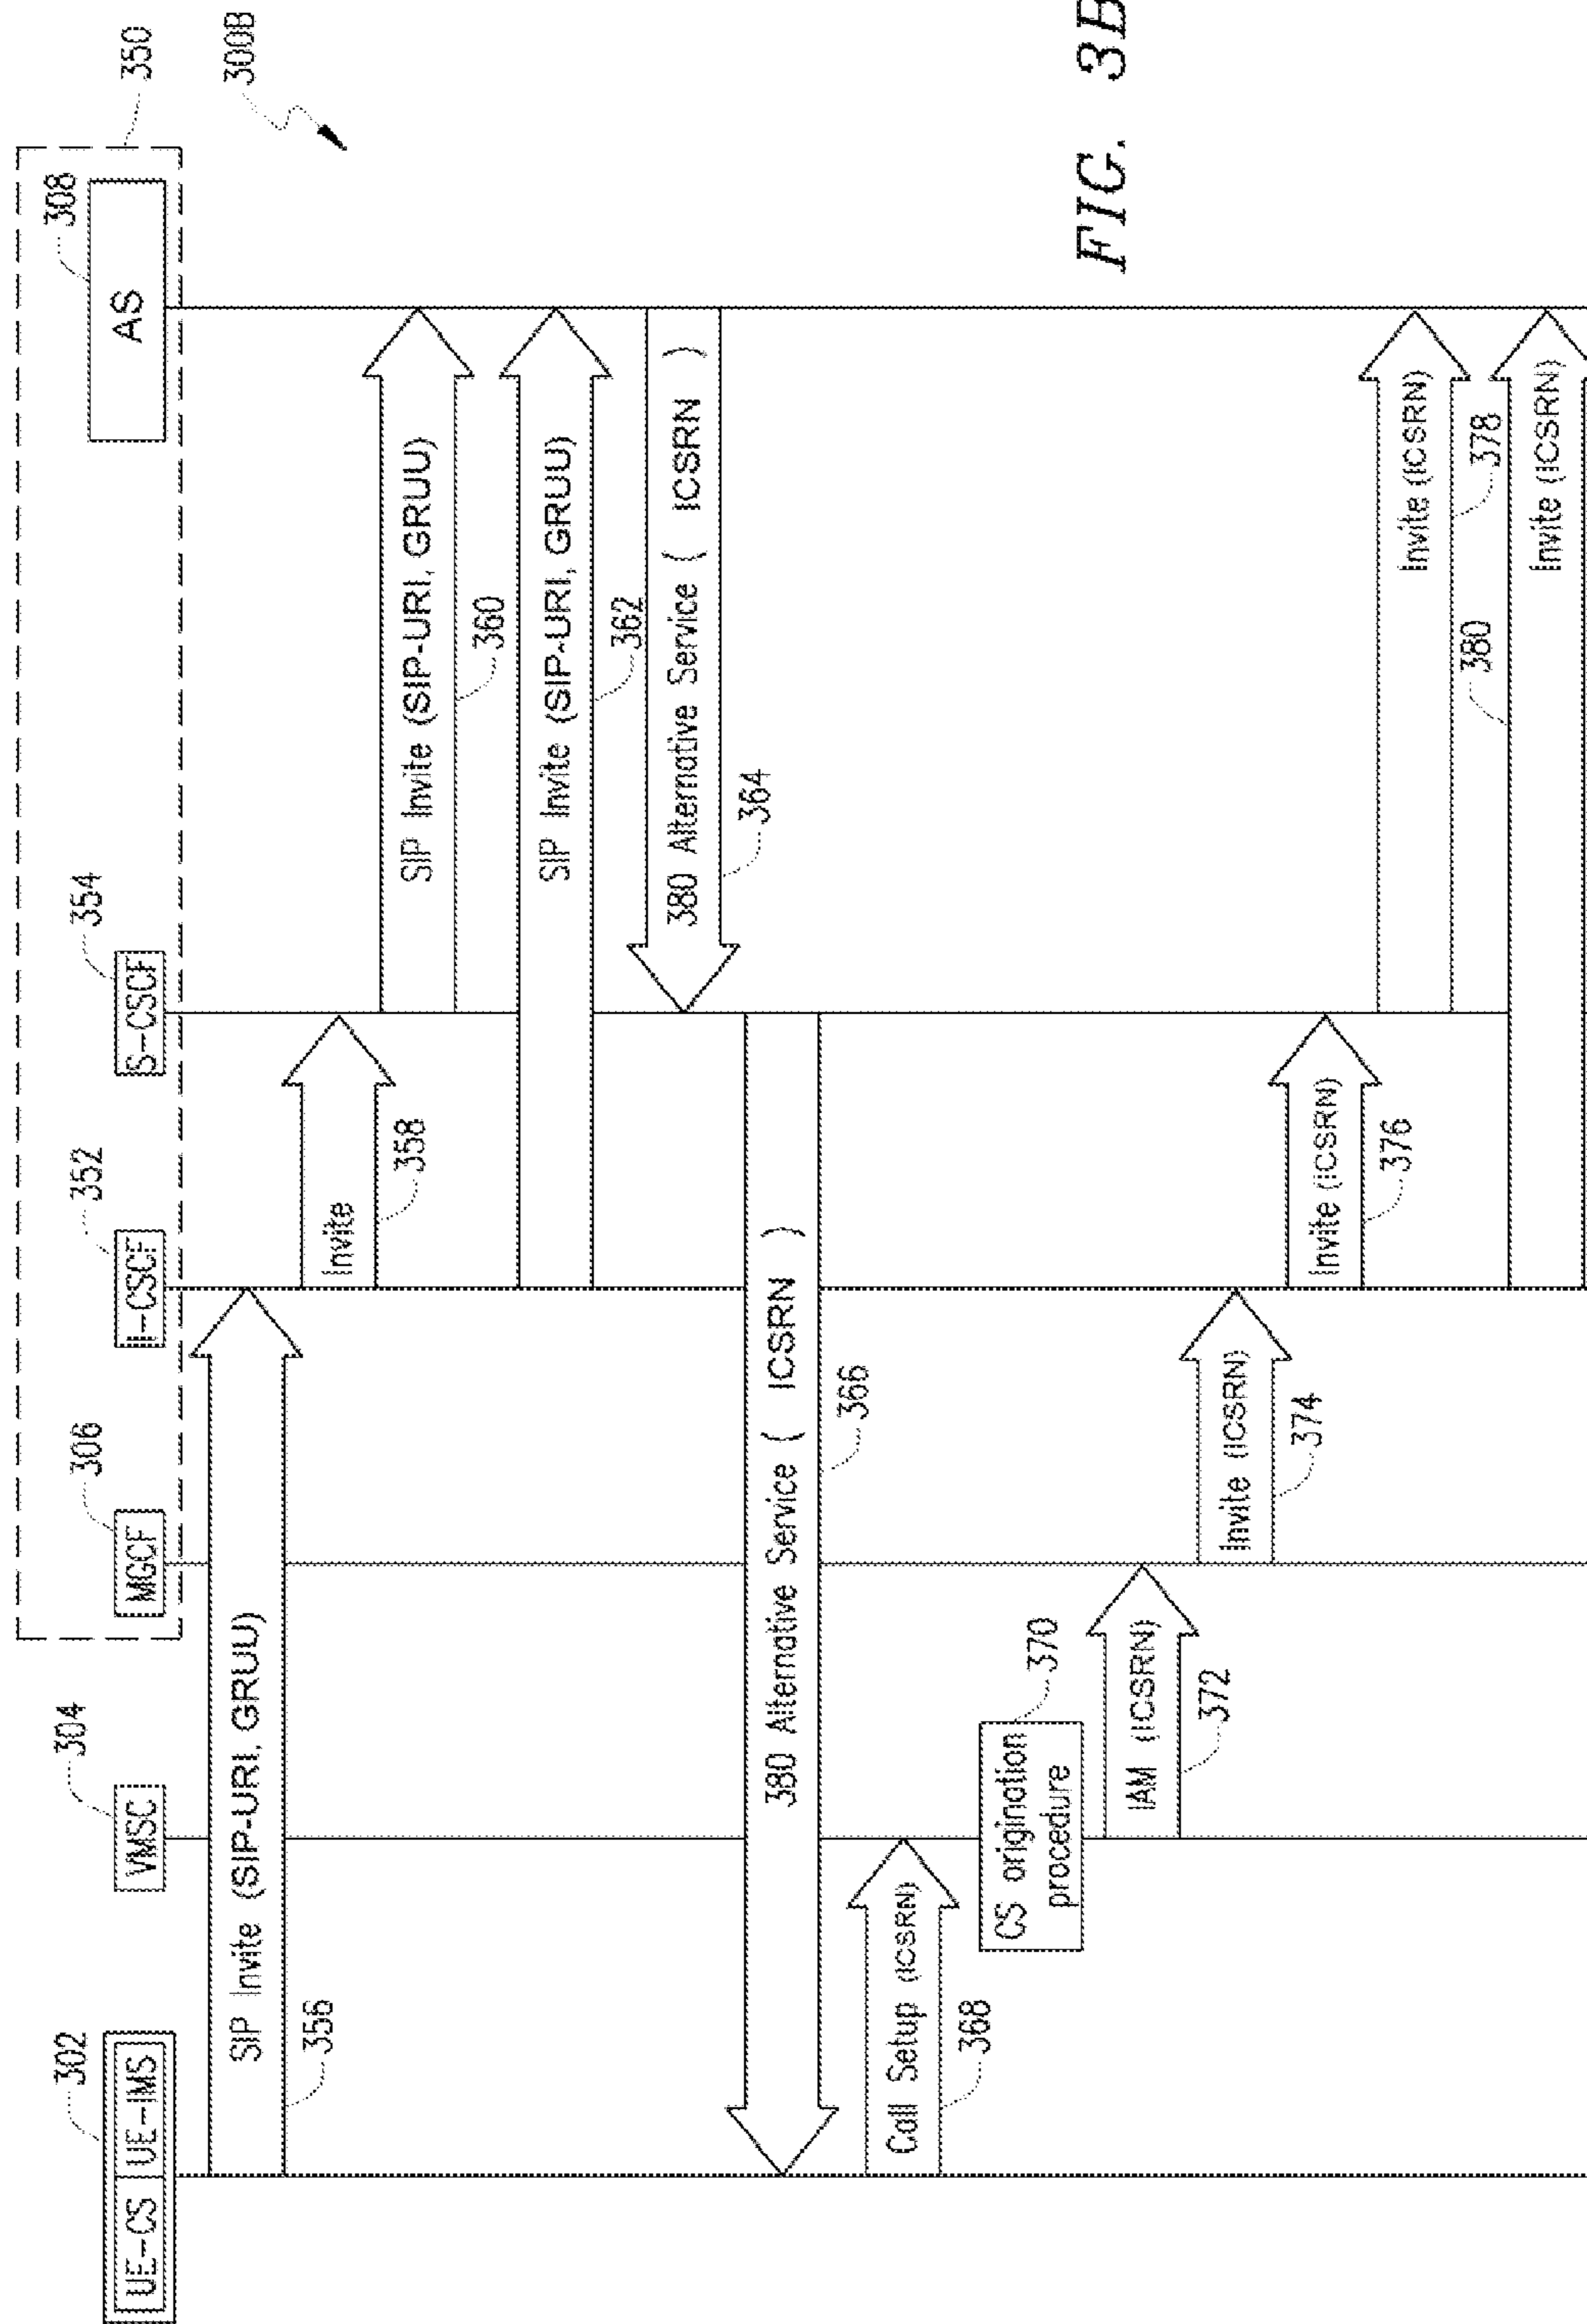 302
UE-CS UE-IMS
304
VMSC
306
MGCF
352
I-CSCF
354
S-CSCF
308
AS
350
300B
SIP Invite (SIP-URI, GRUU)
356
Invite
358
SIP Invite (SIP-URI, GRUU)
360
SIP Invite (SIP-URI, GRUU)
362
380 Alternative Service ( ICSRN )
364
380 Alternative Service ( ICSRN )
366
Call Setup (ICSRN)
368
CS origination
procedure
370
IAM (ICSRN)
372
Invite (ICSRN)
374
Invite (ICSRN)
376
Invite (ICSRN)
378
380
Invite (ICSRN)
FIG. 3B